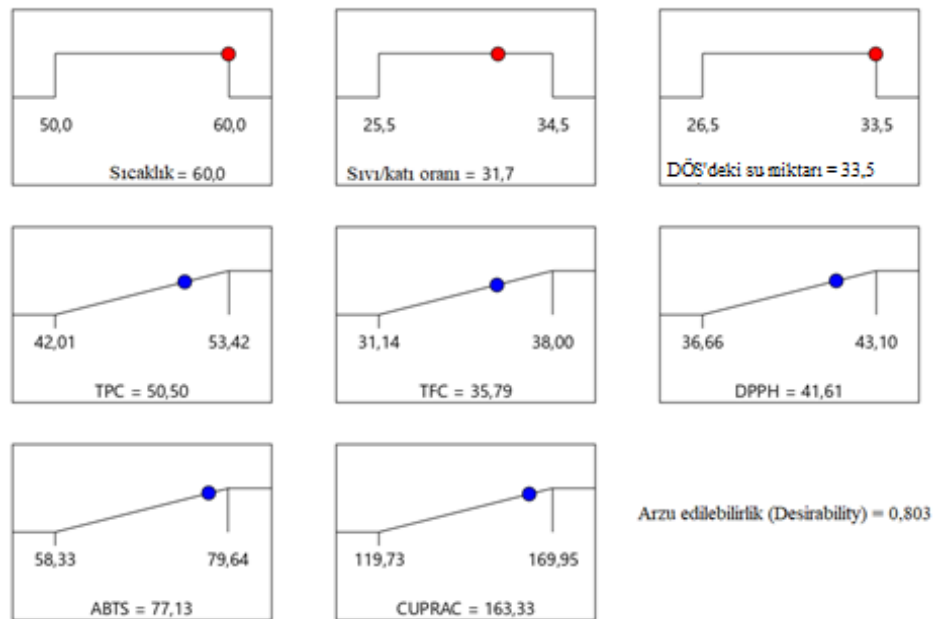 50,0 60,0
Sıcaklık = 60,0
25,5 34,5
Sıvı/katı oranı = 31,7
26,5 33,5
DÖS'deki su miktarı = 33,5
42,01 53,42
TPC = 50,50
31,14 38,00
TFC = 35,79
36,66 43,10
DPPH = 41,61
58,33 79,64
ABTS = 77,13
119,73 169,95
CUPRAC = 163,33
Arzu edilebilirlik (Desirability) = 0,803